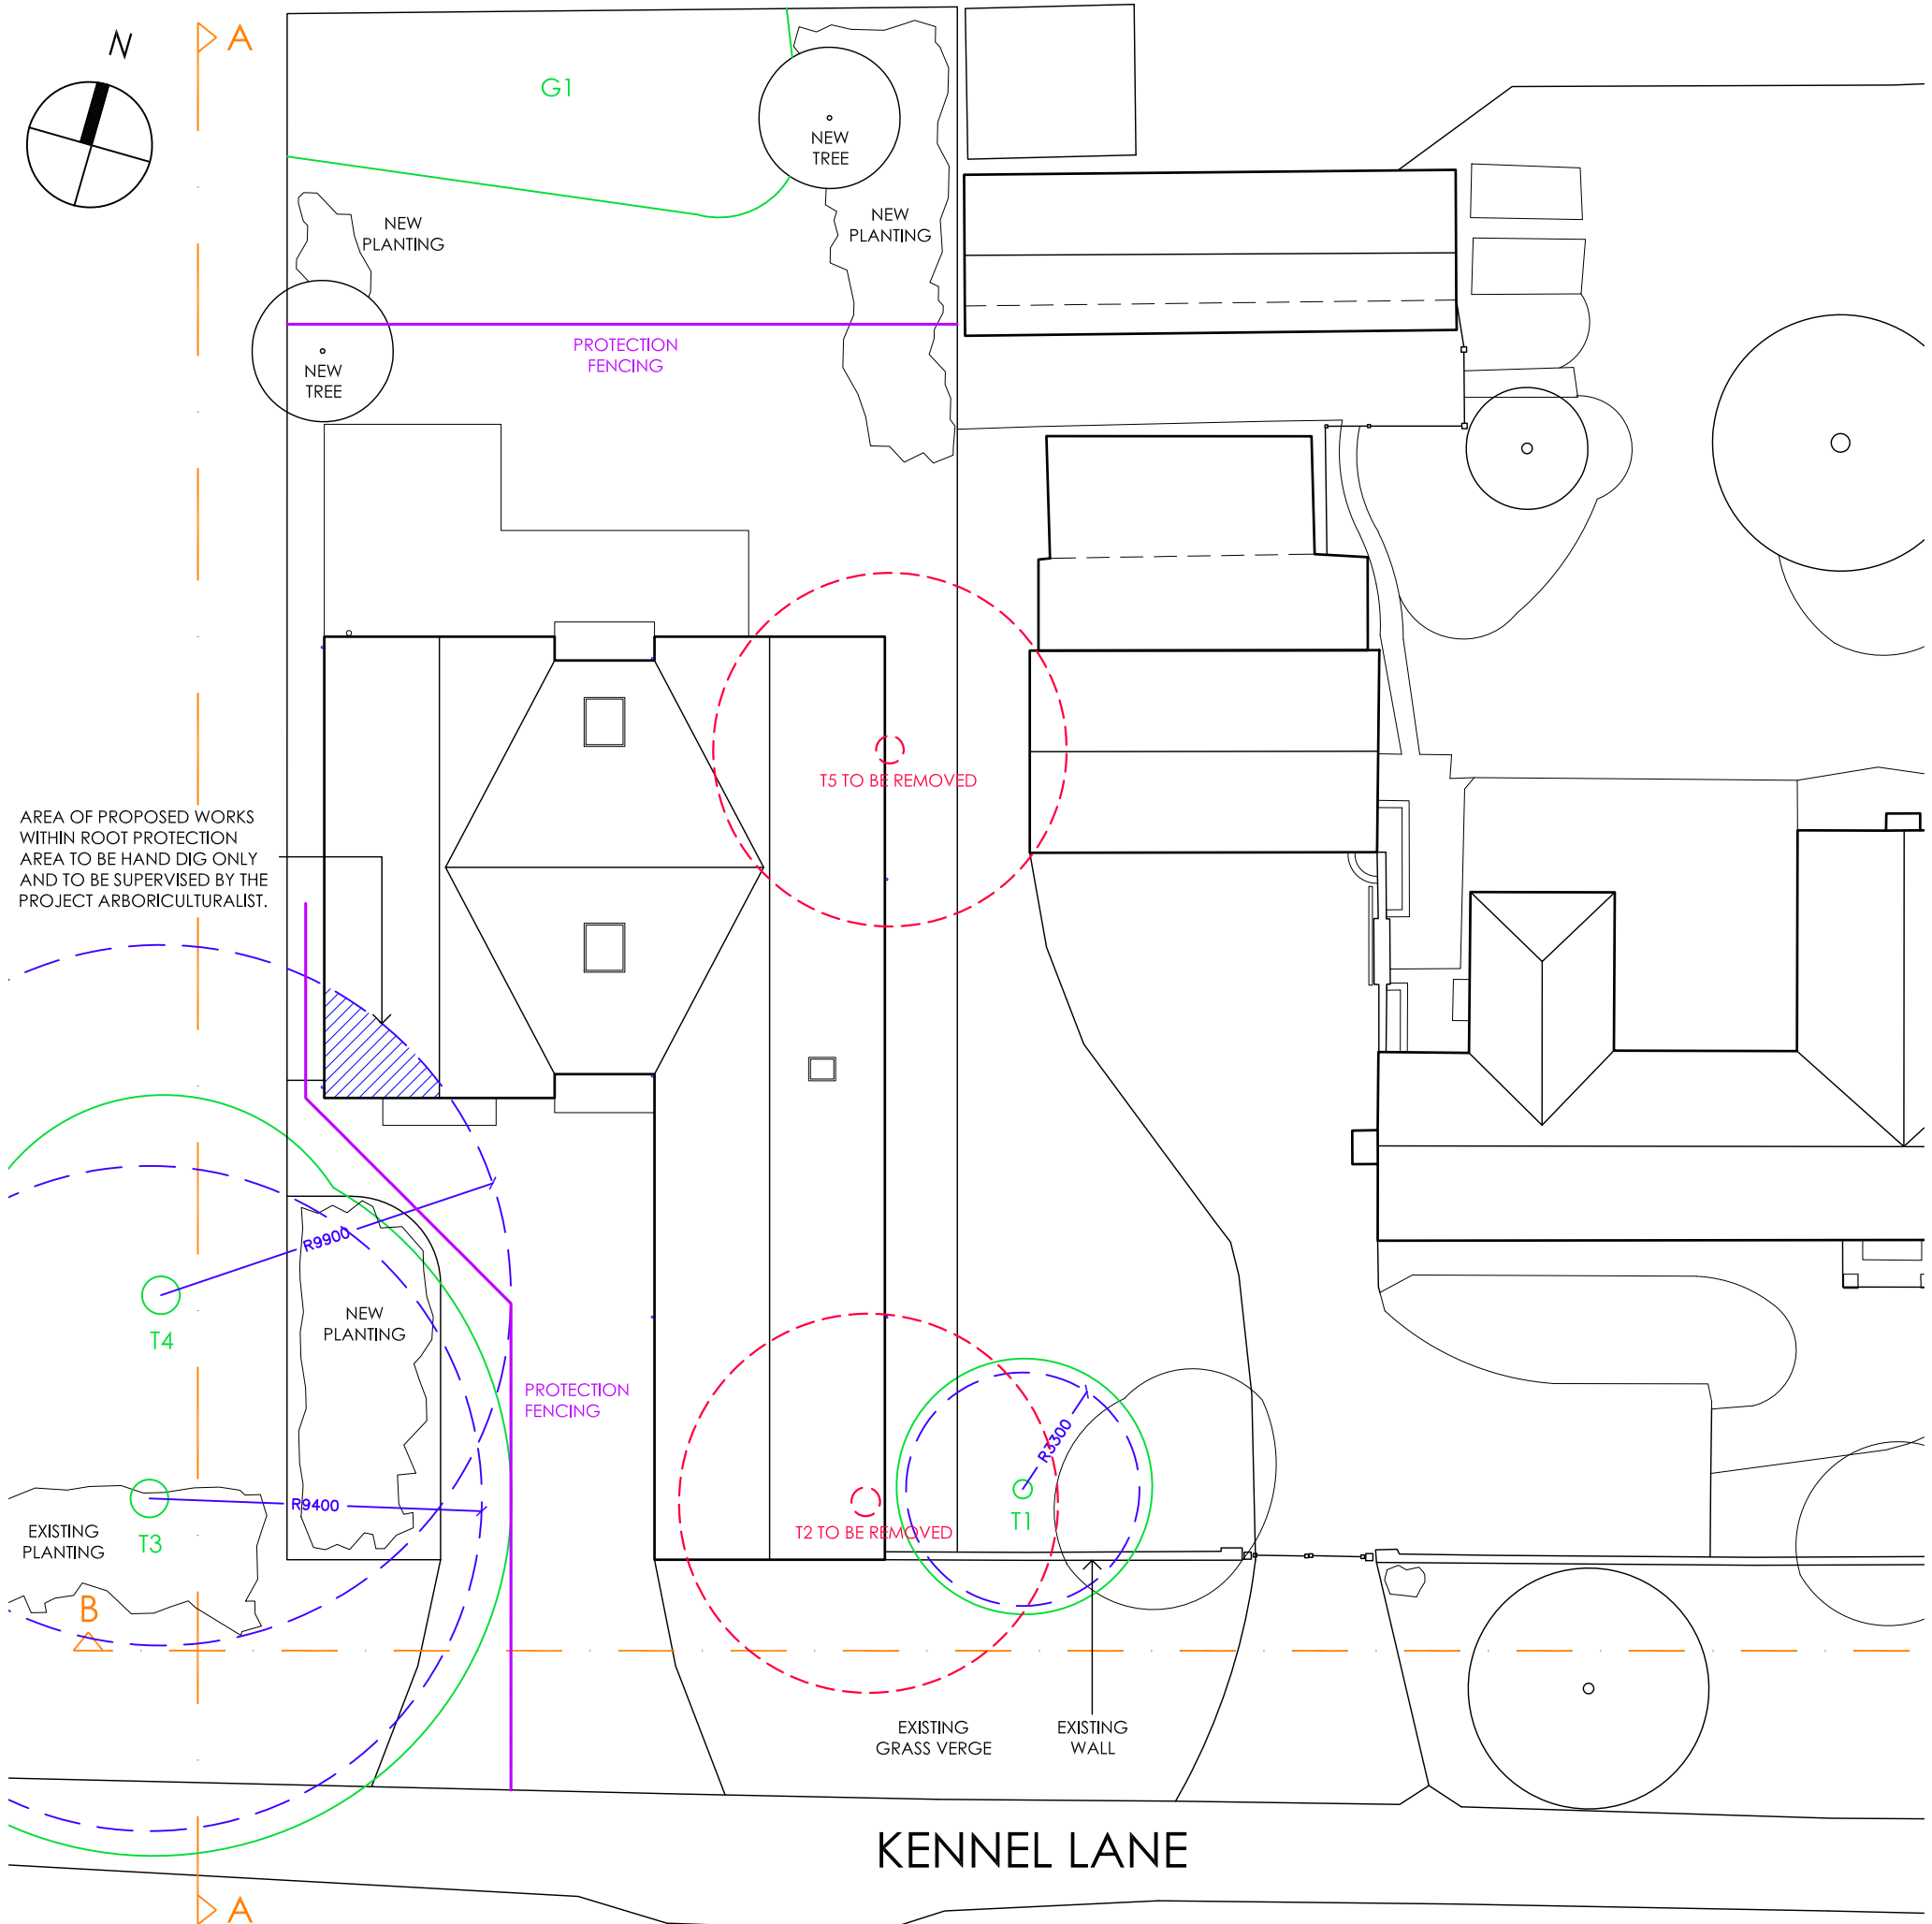 N
A
G1
NEW
TREE
NEW
PLANTING
NEW
PLANTING
PROTECTION
FENCING
NEW
TREE
T5 TO BE REMOVED
AREA OF PROPOSED WORKS
WITHIN ROOT PROTECTION
AREA TO BE HAND DIG ONLY
AND TO BE SUPERVISED BY THE
PROJECT ARBORICULTURALIST.
R9900
T4
NEW
PLANTING
PROTECTION
FENCING
R3300
R9400
T1
T2 TO BE REMOVED
EXISTING
PLANTING
T3
B
EXISTING
GRASS VERGE
EXISTING
WALL
KENNEL LANE
A